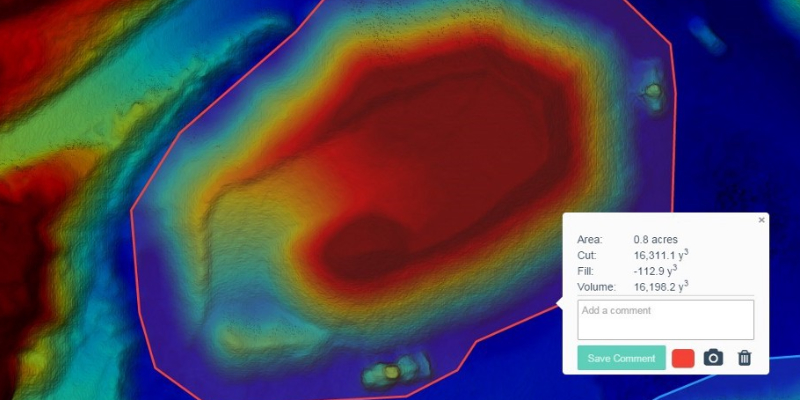 ×
Area: 0.8 acres
Cut: 16,311.1 y³
Fill: -112.9 y³
Volume: 16,198.2 y³
Add a comment
Save Comment